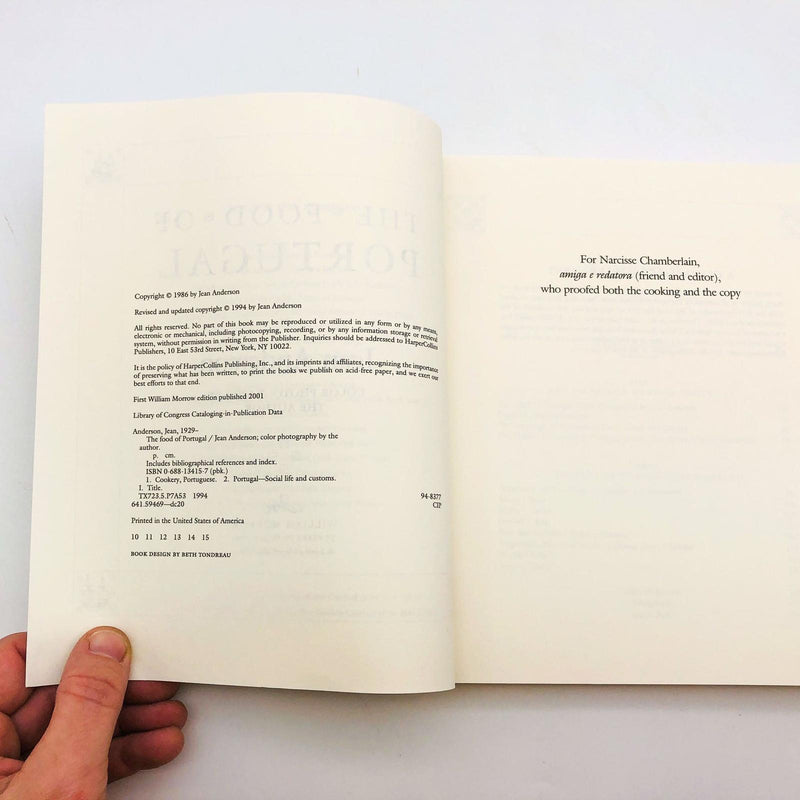 Copyright © 1986 by Jean Anderson
Revised and updated copyright © 1994 by Jean Anderson
All rights reserved. No part of this book may be reproduced or utilized in any form or by any means,
electronic or mechanical, including photocopying, recording, or by any information storage or retrieval
system, without permission in writing from the Publisher. Inquiries should be addressed to HarperCollins
Publishers, 10 East 53rd Street, New York, NY 10022.
It is the policy of HarperCollins Publishing, Inc., and its imprints and affiliates, recognizing the importance
of preserving what has been written, to print the books we publish on acid-free paper, and we exert our
best efforts to that end.
First William Morrow edition published 2001
Library of Congress Cataloging-in-Publication Data
Anderson, Jean, 1929–
The food of Portugal / Jean Anderson; color photography by the
author.
p. cm.
Includes bibliographical references and index.
ISBN 0-688-13415-7 (pbk.)
1. Cookery, Portuguese. 2. Portugal—Social life and customs.
I. Title.
TX723.5.P7A53 1994 94-8377
641.59469—dc20 CIP
Printed in the United States of America
10 11 12 13 14 15
BOOK DESIGN BY BETH TONDREAU
For Narcisse Chamberlain,
amiga e redatora (friend and editor),
who proofed both the cooking and the copy
THE FOOD OF
PORTUGAL